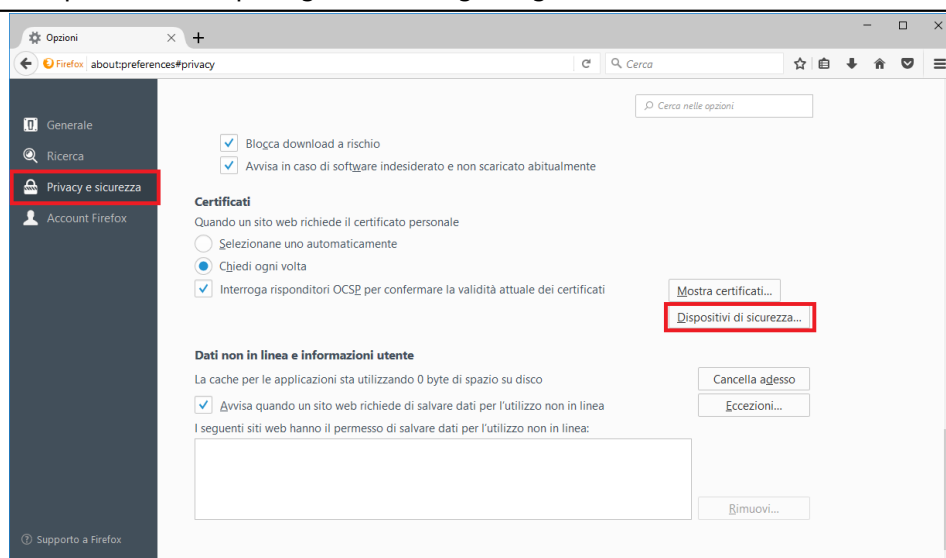 Opzioni
Firefox about:preferences#privacy
Cerca
Cerca nelle opzioni
Generale
Ricerca
Privacy e sicurezza
Account Firefox
Blocca download a rischio
Avvisa in caso di software indesiderato e non scaricato abitualmente
Certificati
Quando un sito web richiede il certificato personale
Selezionane uno automaticamente
Chiedi ogni volta
Interroga risponditori OCSP per confermare la validità attuale dei certificati
Mostra certificati...
Dispositivi di sicurezza...
Dati non in linea e informazioni utente
La cache per le applicazioni sta utilizzando 0 byte di spazio su disco
Cancella adesso
Avvisa quando un sito web richiede di salvare dati per l'utilizzo non in linea
Eccezioni...
I seguenti siti web hanno il permesso di salvare dati per l'utilizzo non in linea:
Rimuovi...
Supporto a Firefox